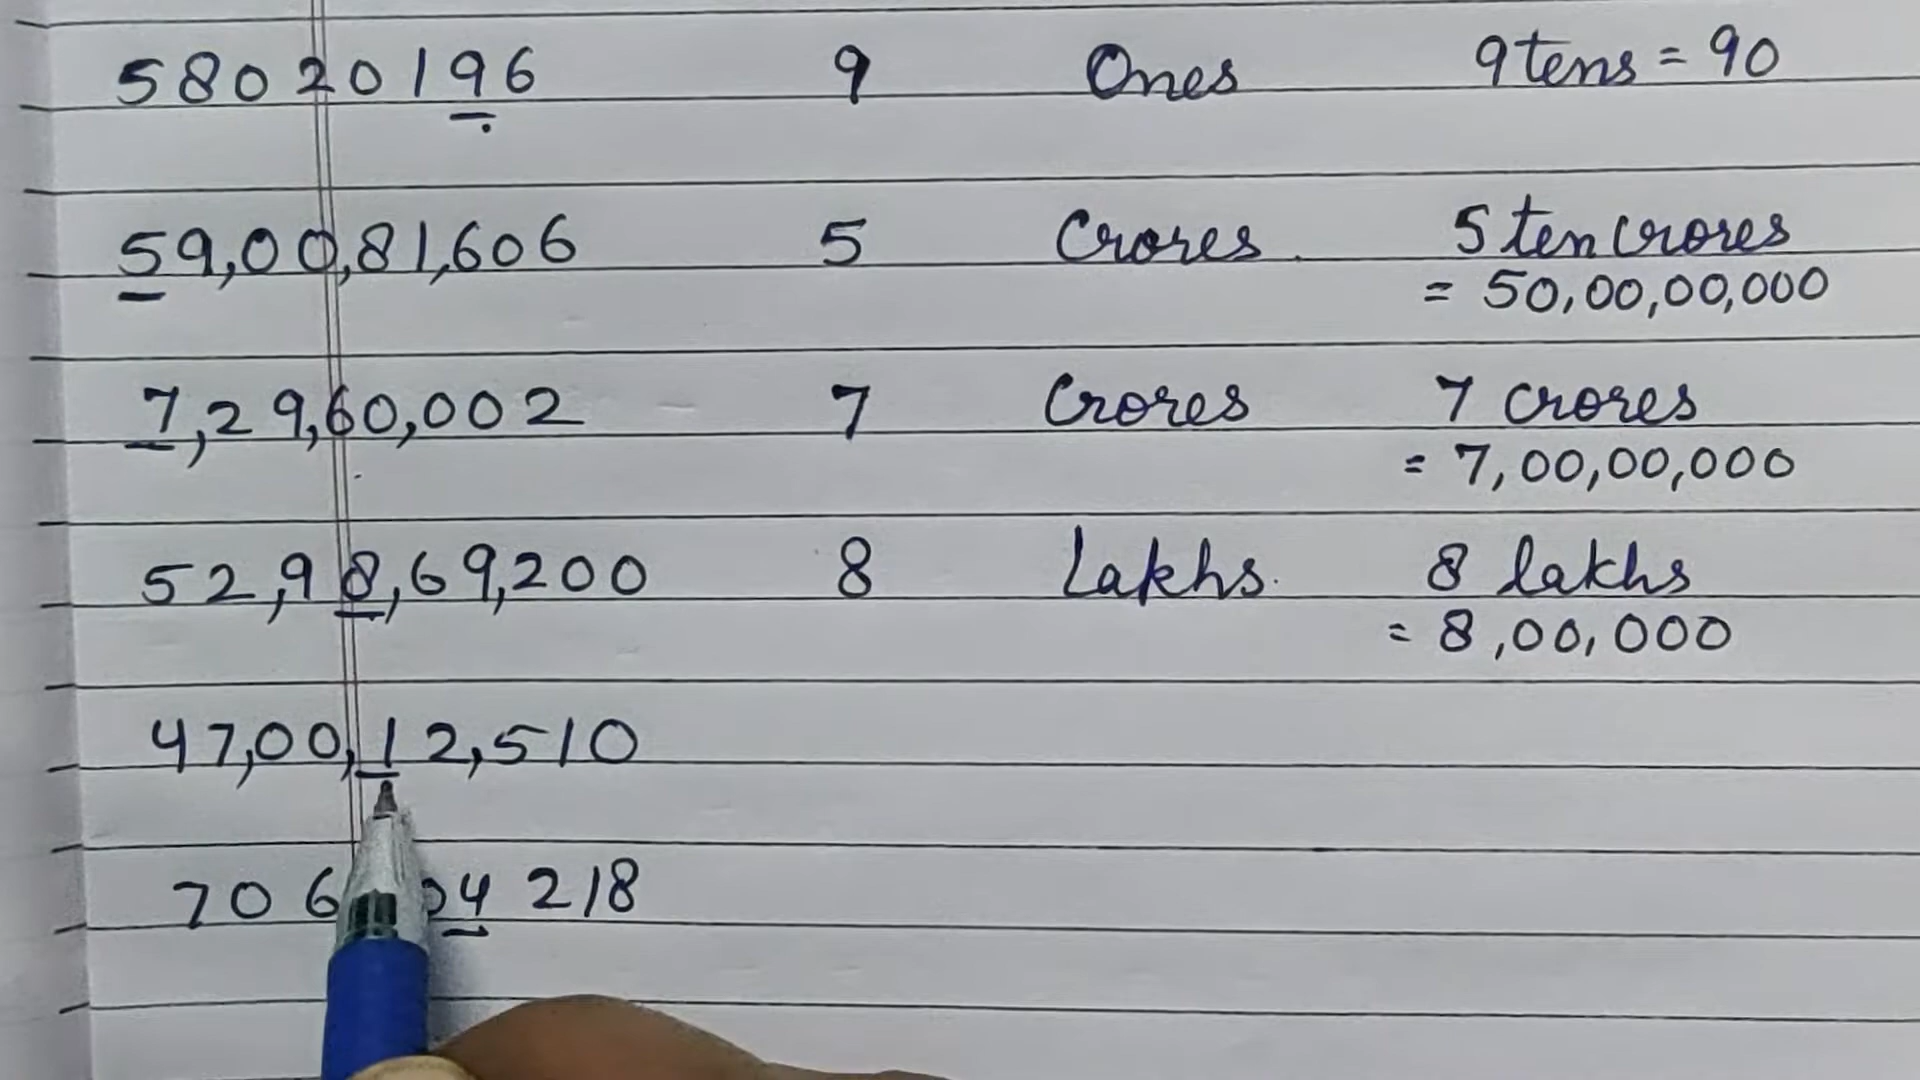 58020196 9 Ones 9 tens = 90
59,00,81,606 5 Crores. 5 ten crores
= 50,00,00,000
7,29,60,002 7 Crores 7 crores
= 7,00,00,000
52,98,69,200 8 Lakhs. 8 lakhs
= 8,00,000
47,00,12,510
706 4 218